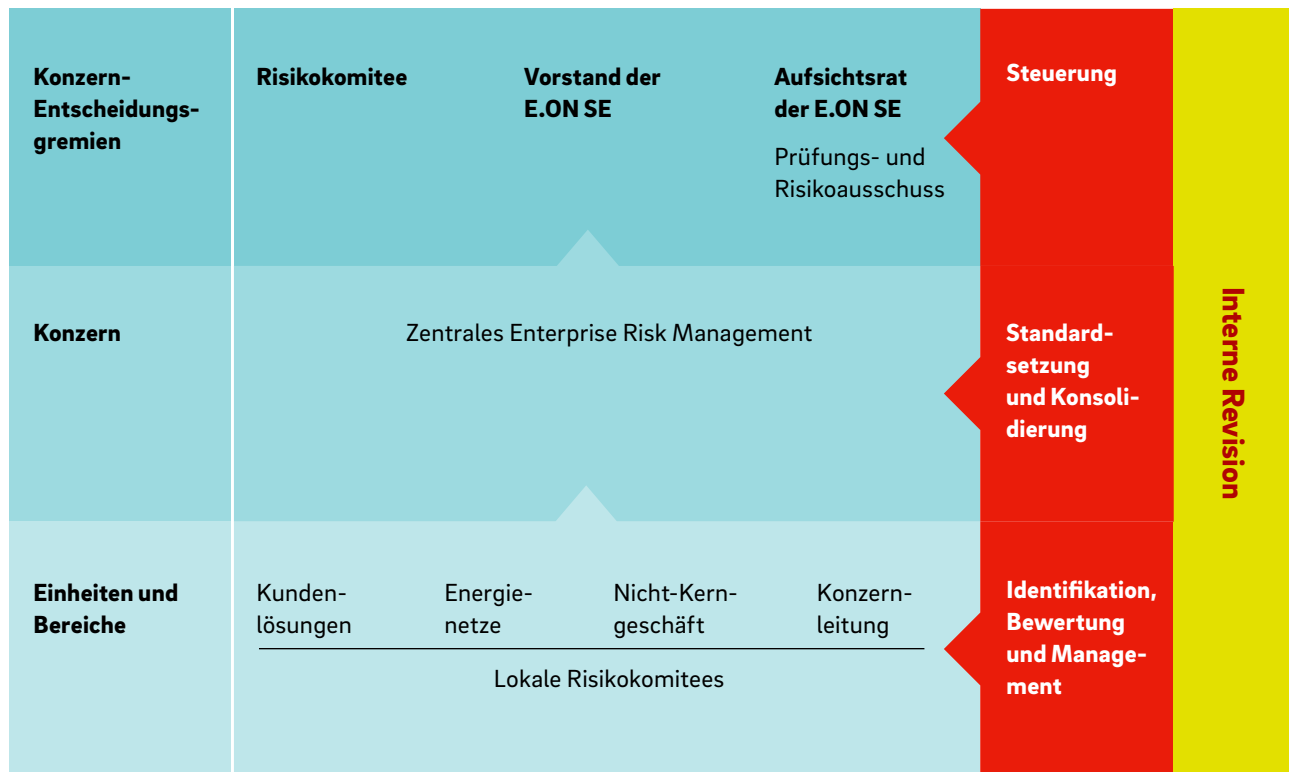 Konzern-
Entscheidungs-
gremien
Risikokomitee
Vorstand der
E.ON SE
Aufsichtsrat
der E.ON SE
Prüfungs- und
Risikoausschuss
Steuerung
Konzern
Zentrales Enterprise Risk Management
Standard-
setzung
und Konsoli-
dierung
Einheiten und
Bereiche
Kunden-
lösungen
Energie-
netze
Nicht-Kern-
geschäft
Konzern-
leitung
Lokale Risikokomitees
Identifikation,
Bewertung
und Manage-
ment
Interne Revision